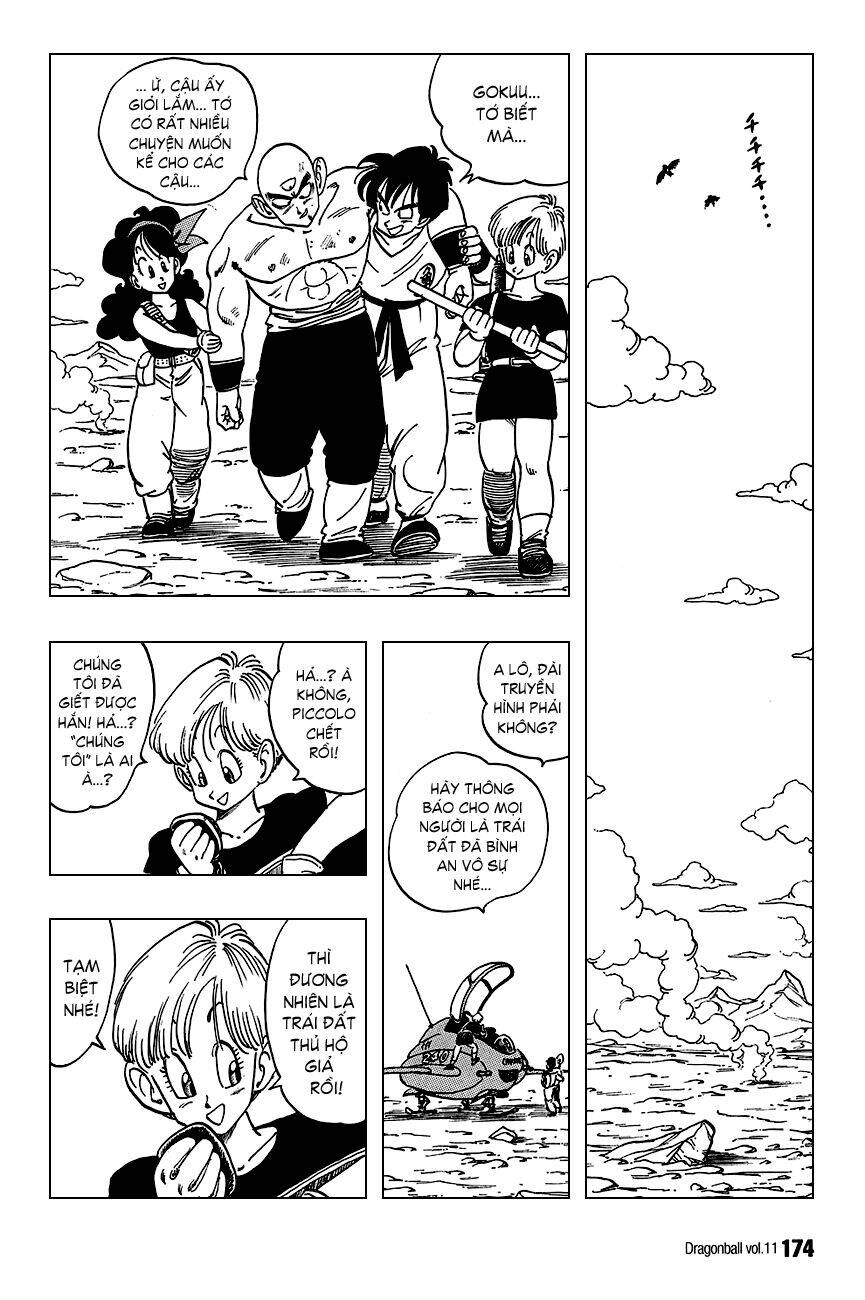 チチチチ....
GOKUU...
TỚ BIẾT
MÀ...
... Ừ, CẬU ẤY
GIỎI LẮM... TỚ
CÓ RẤT NHIỀU
CHUYỆN MUỐN
KỂ CHO CÁC
CẬU...
A LÔ, ĐÀI
TRUYỀN
HÌNH PHẢI
KHÔNG?
HÃY THÔNG
BÁO CHO MỌI
NGƯỜI LÀ TRÁI
ĐẤT ĐÃ BÌNH
AN VÔ SỰ
NHÉ...
HẢ...? À
KHÔNG,
PICCOLO
CHẾT
RỒI!
CHÚNG
TÔI ĐÃ
GIẾT ĐƯỢC
HẮN! HẢ...?
"CHÚNG
TÔI" LÀ AI
À...?
THÌ
ĐƯƠNG
NHIÊN LÀ
TRÁI ĐẤT
THỦ HỘ
GIẢ
RỒI!
TẠM
BIỆT
NHÉ!
Dragonball vol.11 174